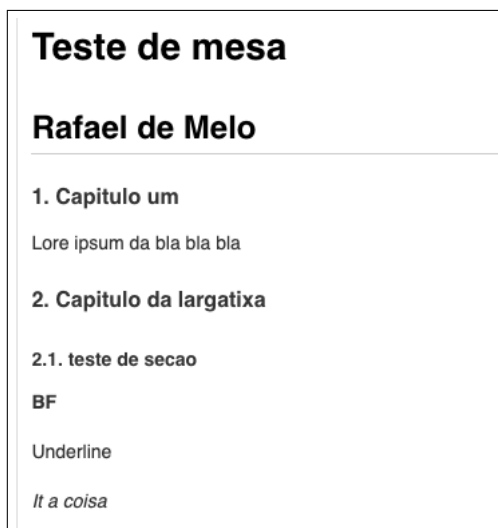 Teste de mesa
Rafael de Melo
1. Capitulo um
Lore ipsum da bla bla bla
2. Capitulo da largatixa
2.1. teste de secao
BF
Underline
It a coisa